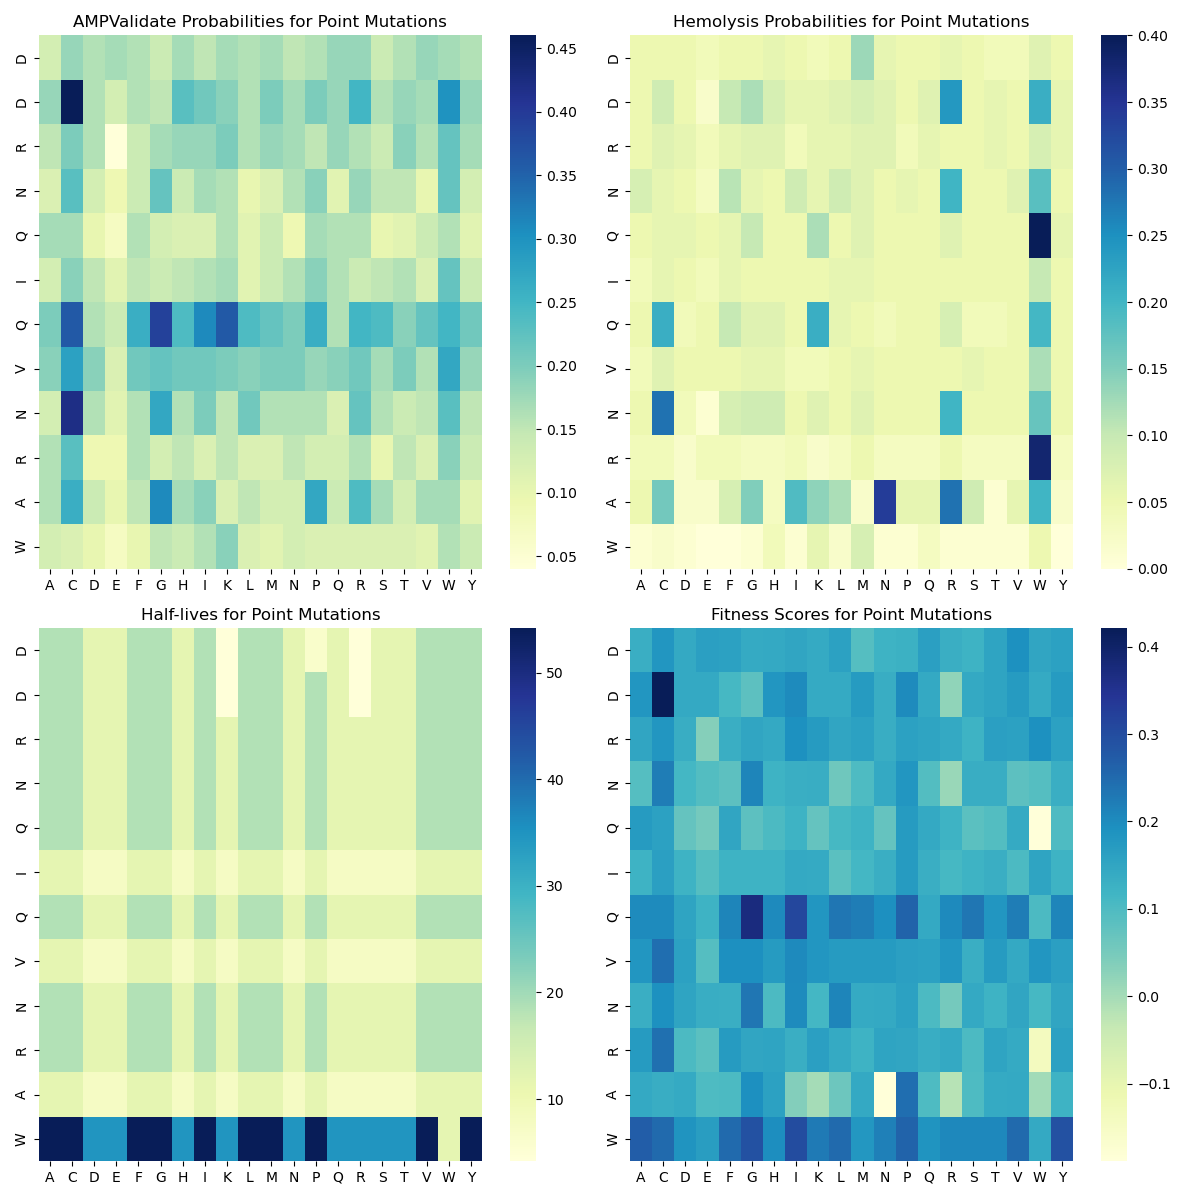 AMPValidate Probabilities for Point Mutations
D
D
R
N
Q
I
Q
V
N
R
A
W
A C D E F G H I K L M N P Q R S T V W Y
0.45
0.40
0.35
0.30
0.25
0.20
0.15
0.10
0.05
Hemolysis Probabilities for Point Mutations
D
D
R
N
Q
I
Q
V
N
R
A
W
A C D E F G H I K L M N P Q R S T V W Y
0.40
0.35
0.30
0.25
0.20
0.15
0.10
0.05
0.00
Half-lives for Point Mutations
D
D
R
N
Q
I
Q
V
N
R
A
W
A C D E F G H I K L M N P Q R S T V W Y
50
40
30
20
10
Fitness Scores for Point Mutations
D
D
R
N
Q
I
Q
V
N
R
A
W
A C D E F G H I K L M N P Q R S T V W Y
0.4
0.3
0.2
0.1
0.0
−0.1